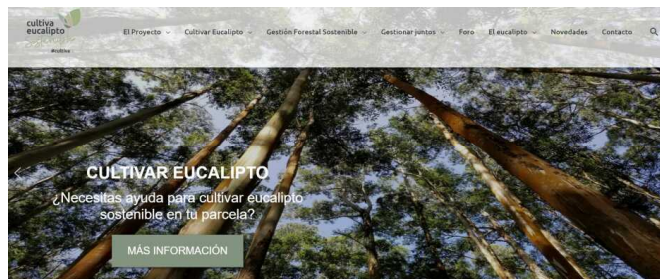 cultiva
eucalipto
#cultiva
El Proyecto Cultivar Eucalipto Gestión Forestal Sostenible Gestionar juntos Foro El eucalipto Novedades Contacto
CULTIVAR EUCALIPTO
¿Necesitas ayuda para cultivar eucalipto
sostenible en tu parcela?
MÁS INFORMACIÓN